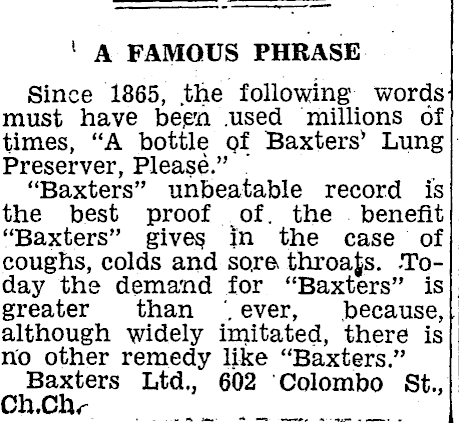 A FAMOUS PHRASE
Since 1865, the following words
must have been used millions of
times, "A bottle of Baxters' Lung
Preserver, Please."
"Baxters" unbeatable record is
the best proof of the benefit
"Baxters" gives in the case of
coughs, colds and sore throats. To-
day the demand for "Baxters" is
greater than ever, because,
although widely imitated, there is
no other remedy like "Baxters."
Baxters Ltd., 602 Colombo St.,
Ch.Ch.